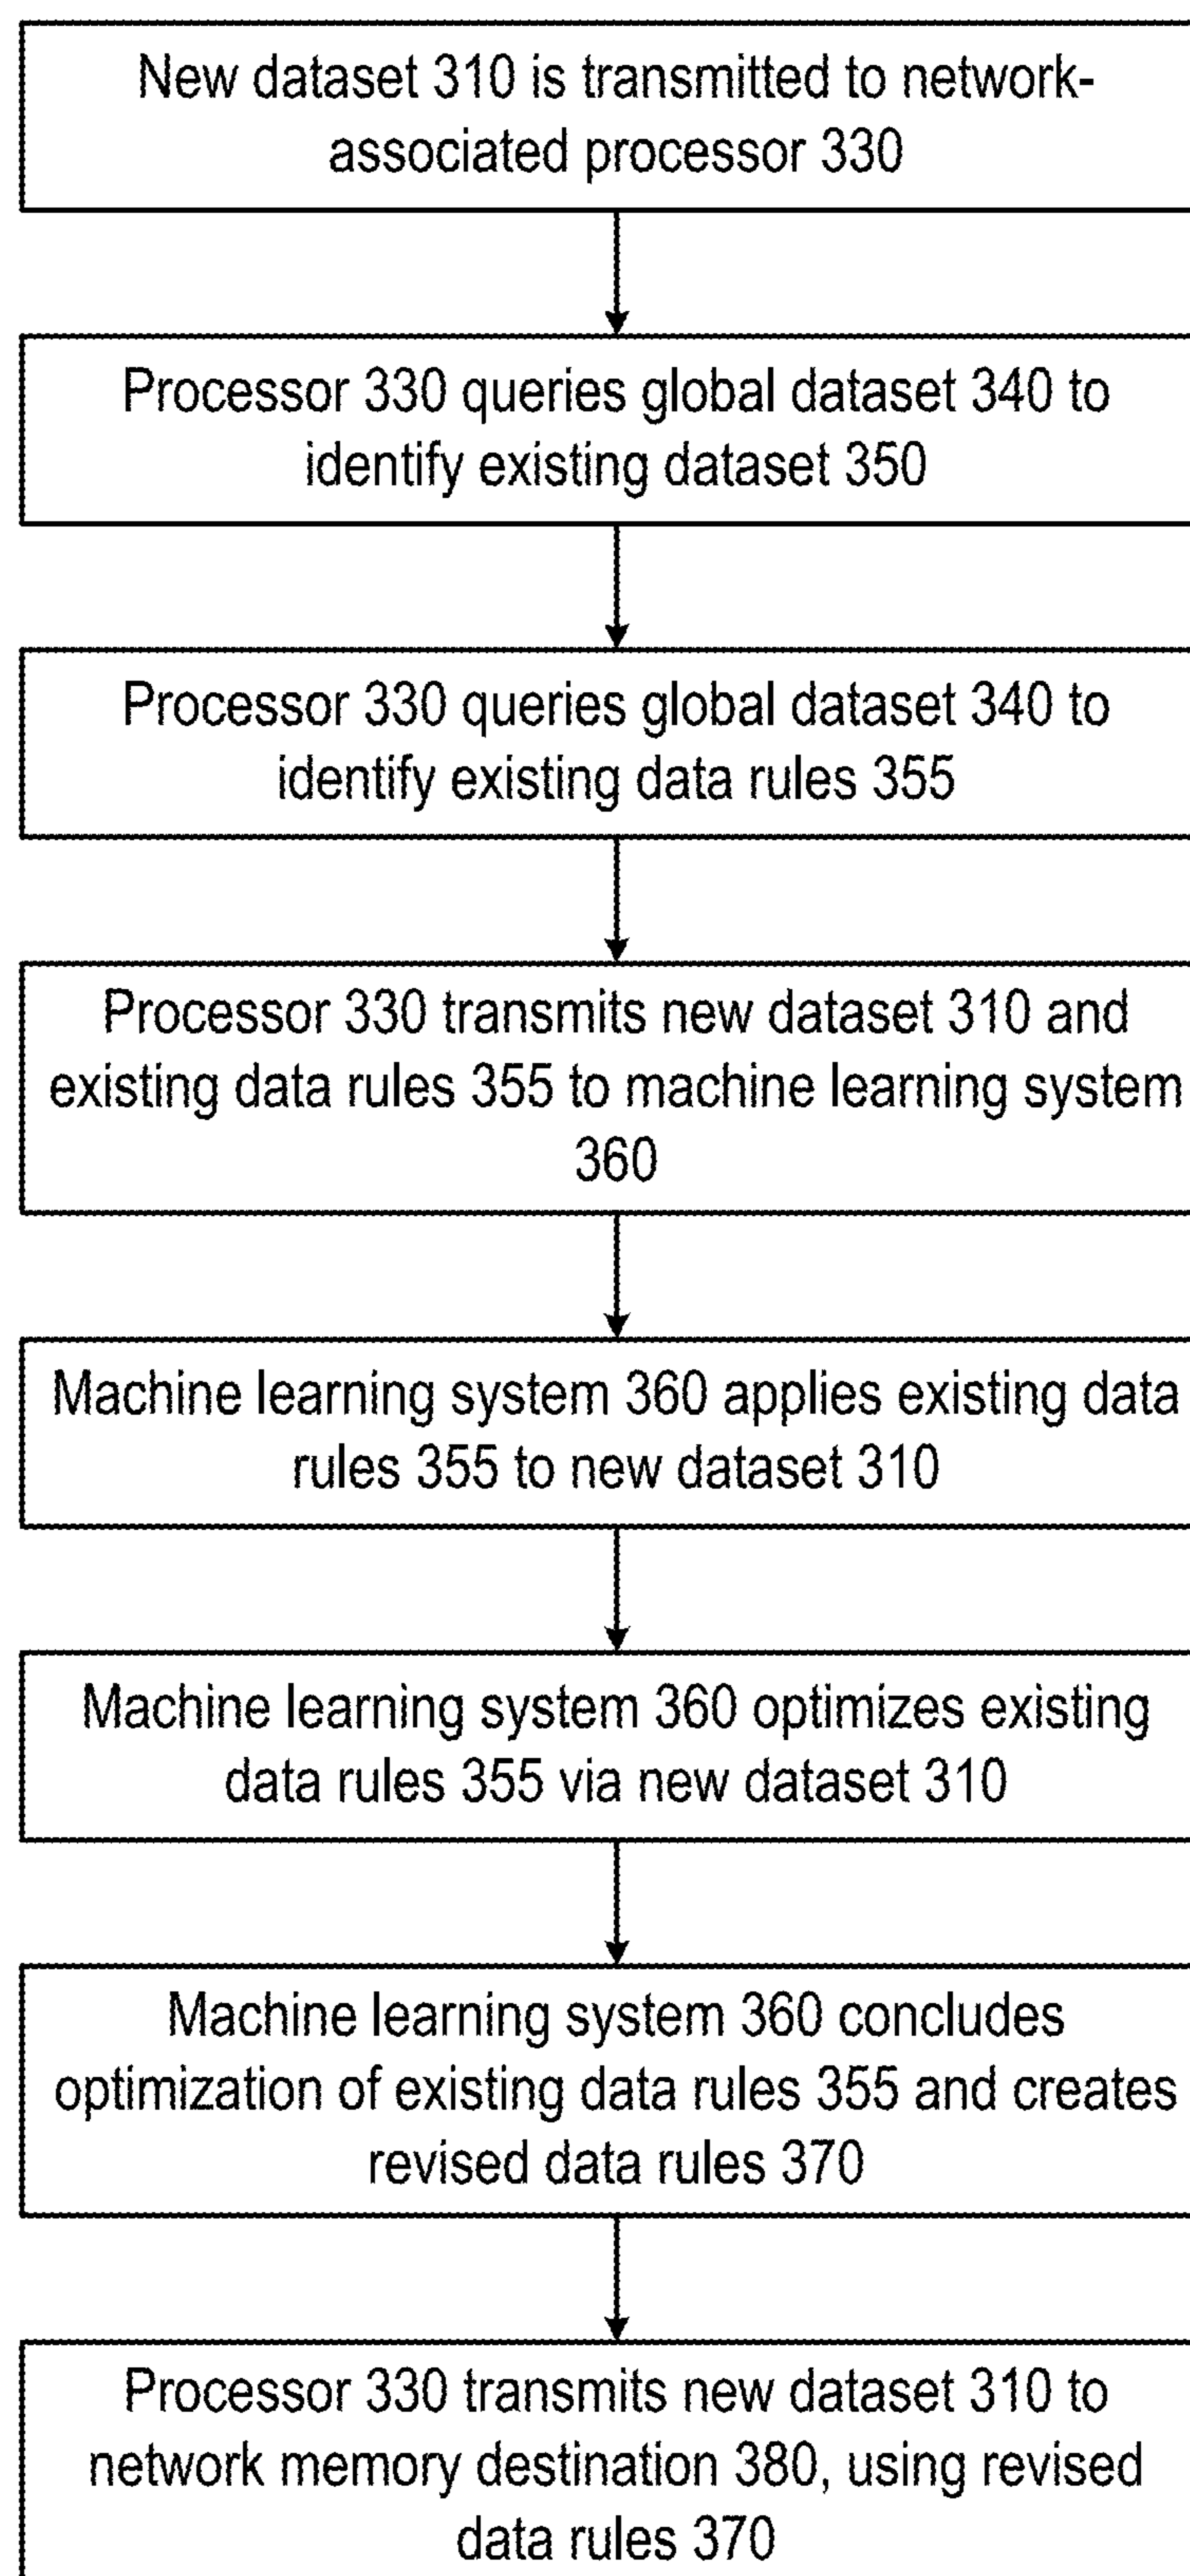 New dataset 310 is transmitted to network-
associated processor 330
Processor 330 queries global dataset 340 to
identify existing dataset 350
Processor 330 queries global dataset 340 to
identify existing data rules 355
Processor 330 transmits new dataset 310 and
existing data rules 355 to machine learning system
360
Machine learning system 360 applies existing data
rules 355 to new dataset 310
Machine learning system 360 optimizes existing
data rules 355 via new dataset 310
Machine learning system 360 concludes
optimization of existing data rules 355 and creates
revised data rules 370
Processor 330 transmits new dataset 310 to
network memory destination 380, using revised
data rules 370